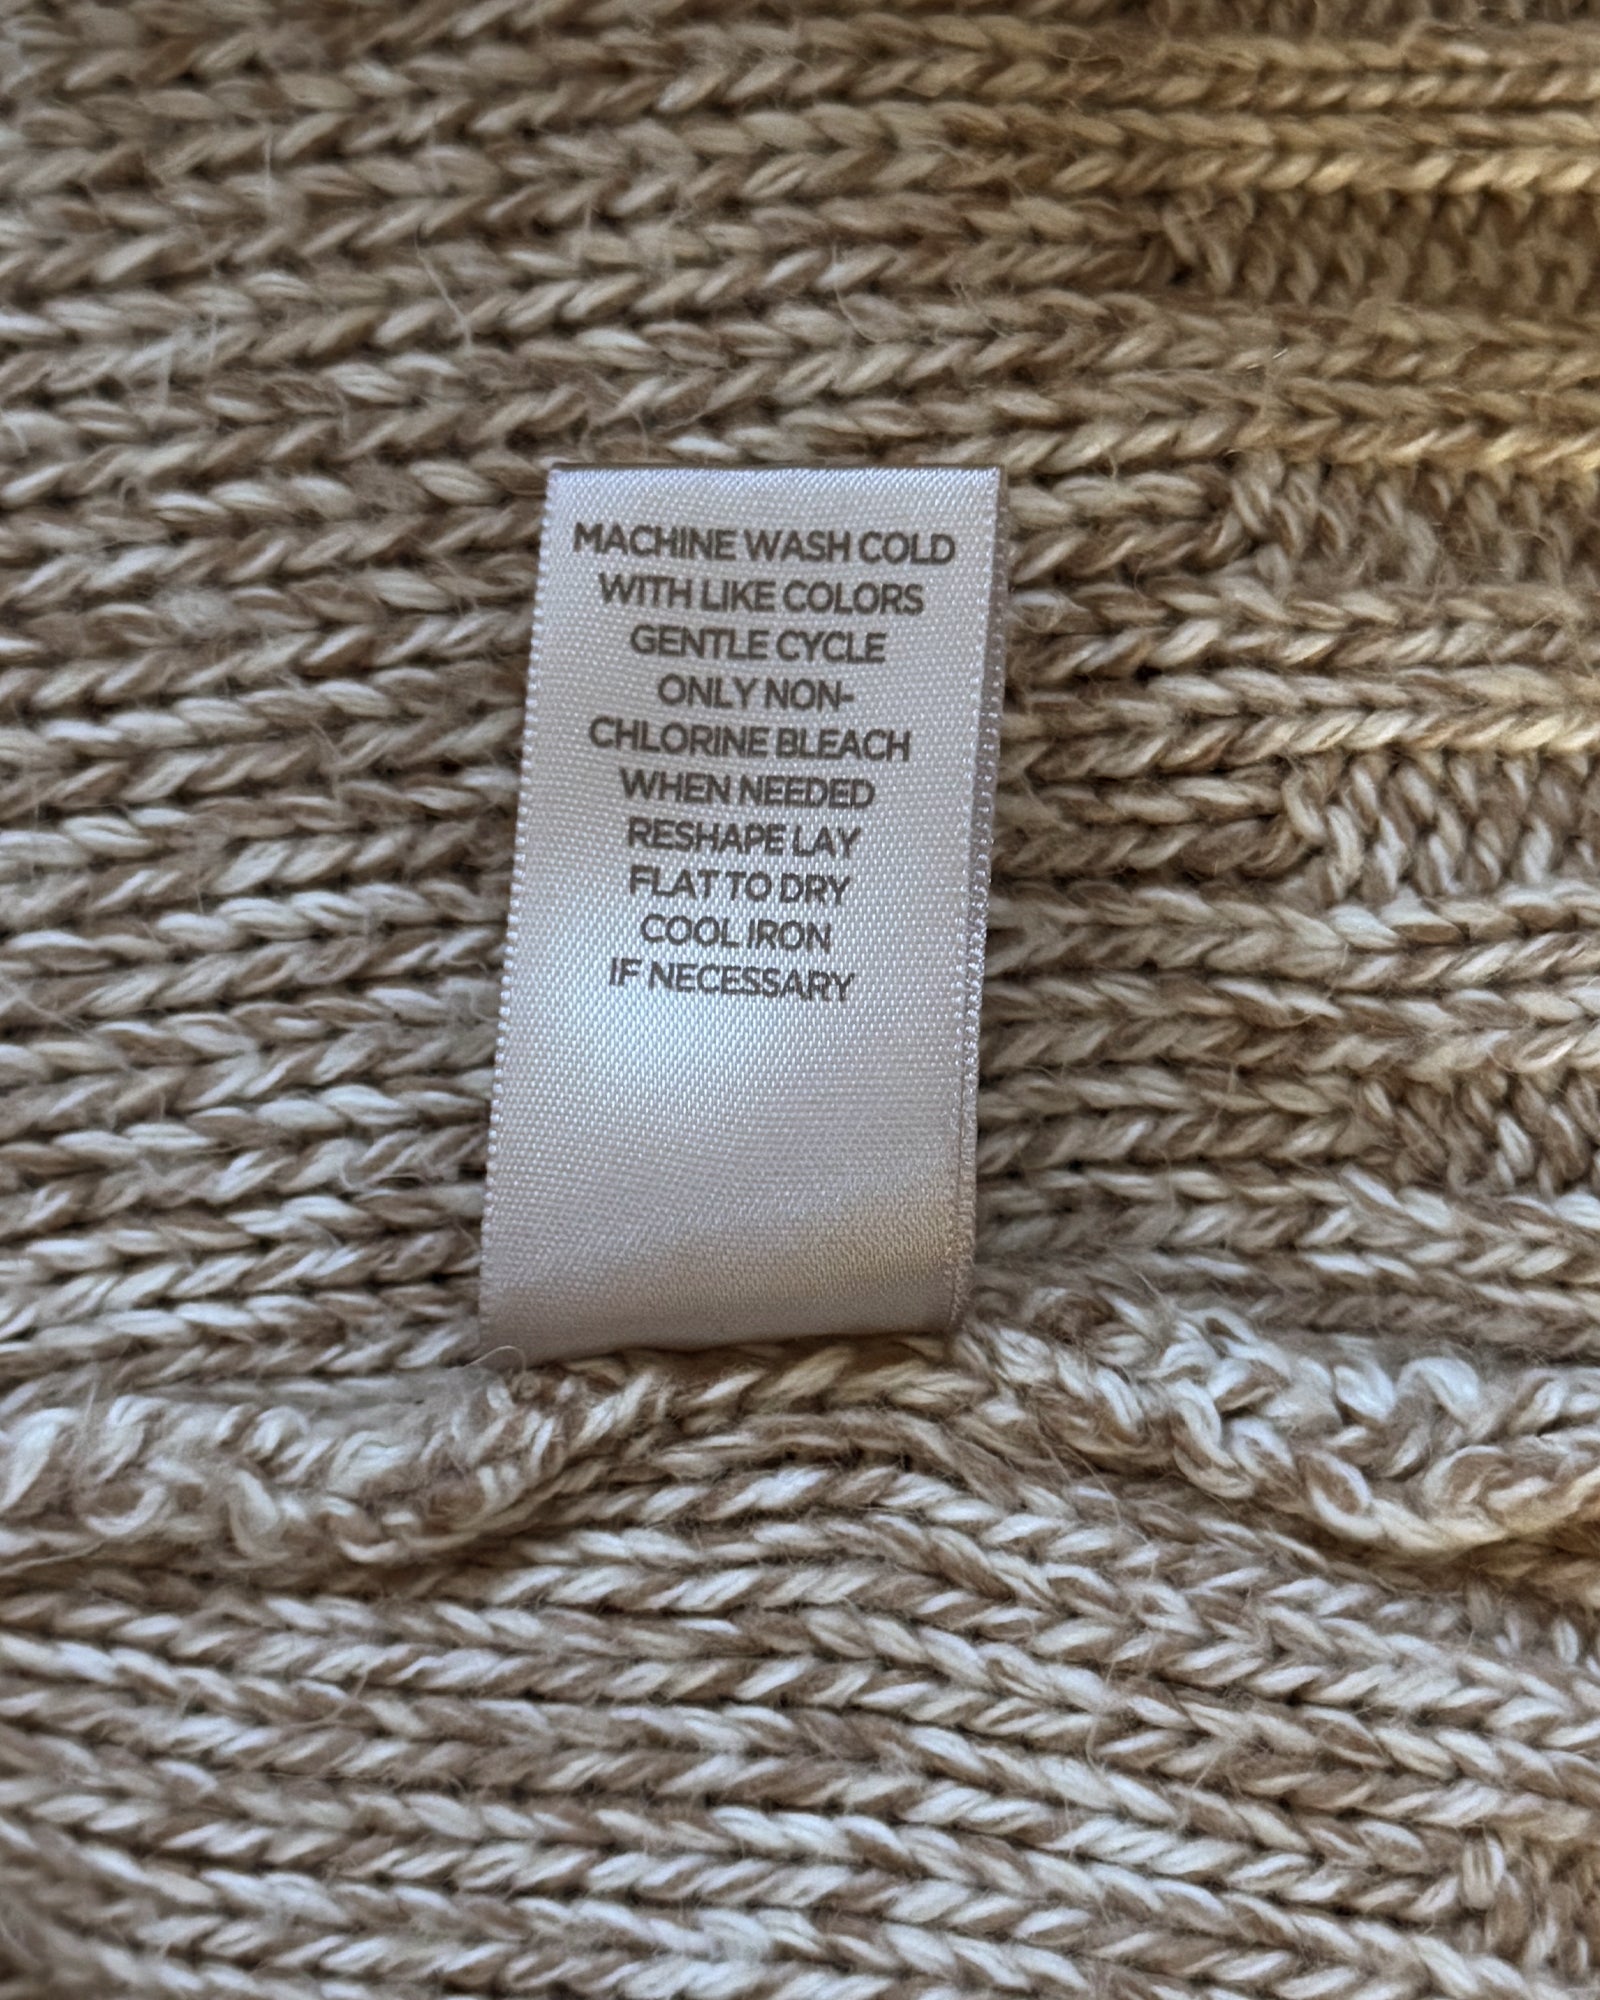 MACHINE WASH COLD
WITH LIKE COLORS
GENTLE CYCLE
ONLY NON-
CHLORINE BLEACH
WHEN NEEDED
RESHAPE LAY
FLAT TO DRY
COOL IRON
IF NECESSARY